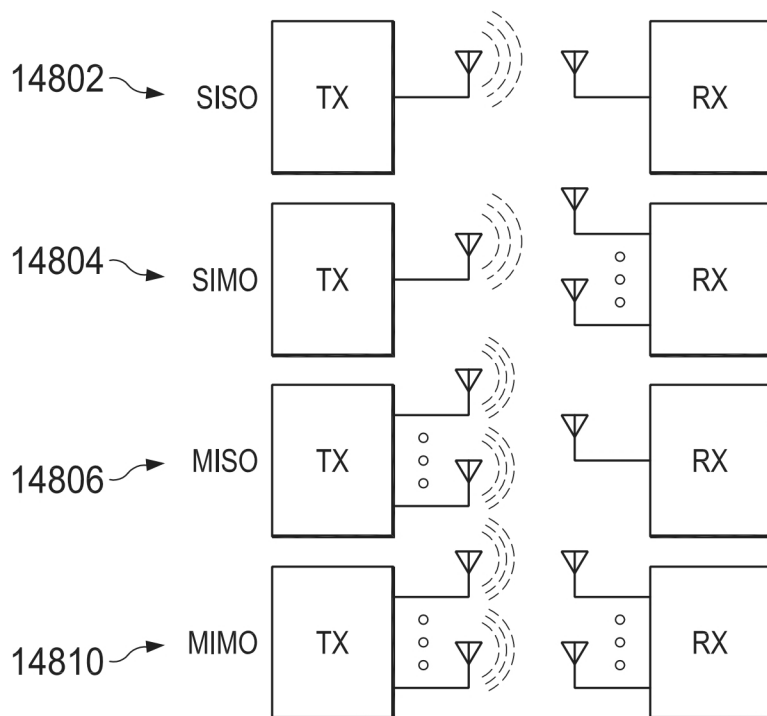 14802 SISO TX RX
14804 SIMO TX RX
14806 MISO TX RX
14810 MIMO TX RX